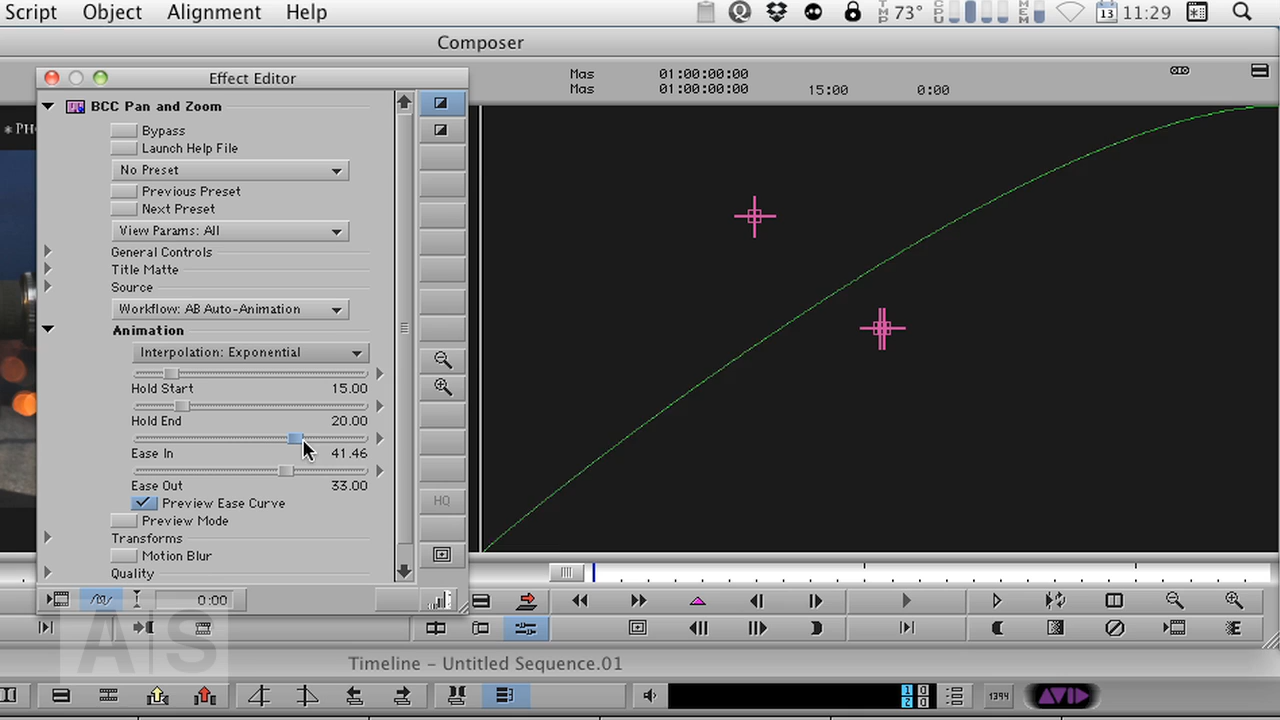 Script Object Alignment Help
TMP 73° CPU MEM 13 11:29
Composer
Effect Editor
Mas 01:00:00:00
Mas 01:00:00:00 15:00 0:00
BCC Pan and Zoom
Bypass
Launch Help File
No Preset
Previous Preset
Next Preset
View Params: All
General Controls
Title Matte
Source
Workflow: AB Auto-Animation
Animation
Interpolation: Exponential
Hold Start 15.00
Hold End 20.00
Ease In 41.46
Ease Out 33.00
Preview Ease Curve
HQ
Preview Mode
Transforms
Motion Blur
Quality
0:00
A|S
Timeline - Untitled Sequence.01
1394 AVID